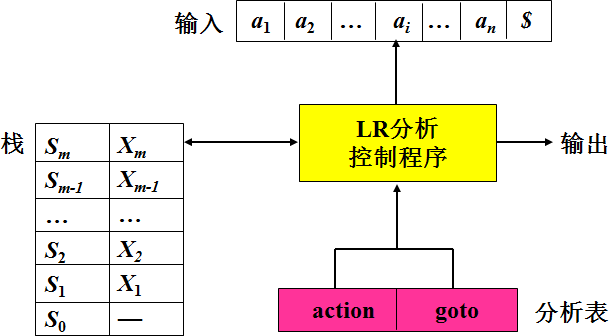 输入 a1 a2 … ai … an $
栈
LR分析
控制程序
输出
Sm Xm
Sm-1 Xm-1
… …
S2 X2
S1 X1
S0 —
action goto 分析表